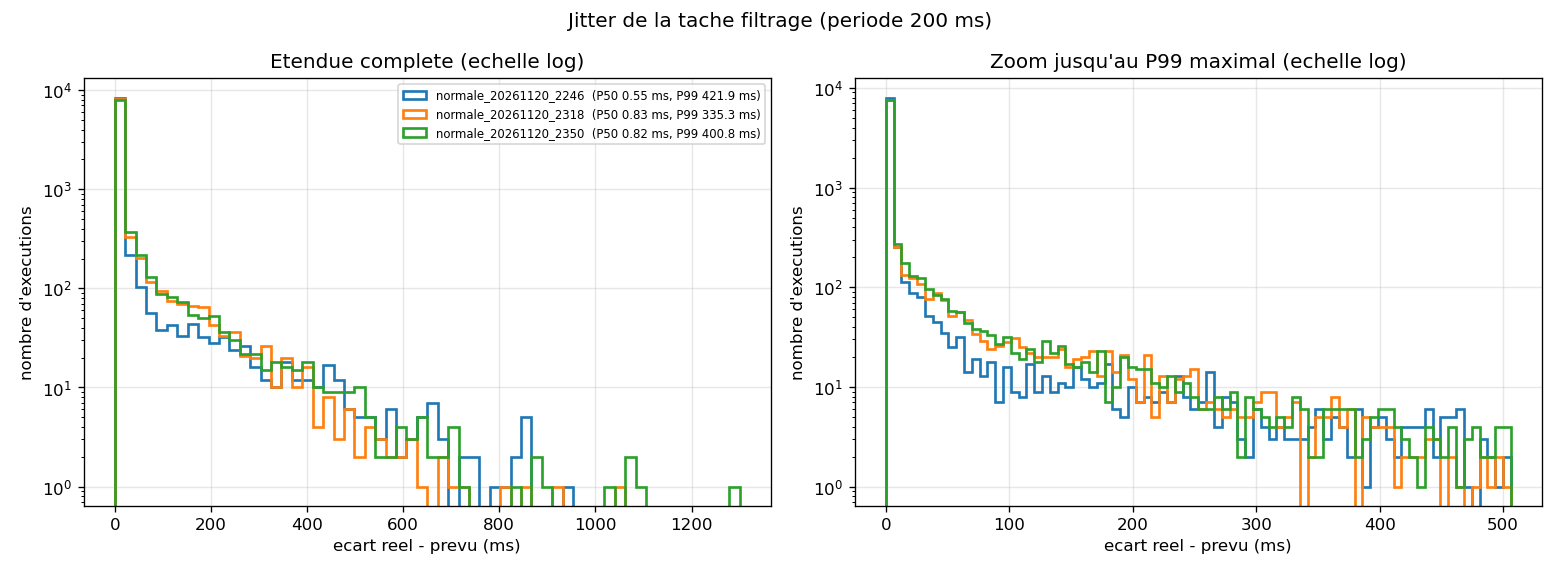 Jitter de la tache filtrage (periode 200 ms)
Etendue complete (echelle log)
nombre d'executions
10^4
10^3
10^2
10^1
10^0
normale_20261120_2246 (P50 0.55 ms, P99 421.9 ms)
normale_20261120_2318 (P50 0.83 ms, P99 335.3 ms)
normale_20261120_2350 (P50 0.82 ms, P99 400.8 ms)
0 200 400 600 800 1000 1200
ecart reel - prevu (ms)
Zoom jusqu'au P99 maximal (echelle log)
nombre d'executions
10^4
10^3
10^2
10^1
10^0
0 100 200 300 400 500
ecart reel - prevu (ms)